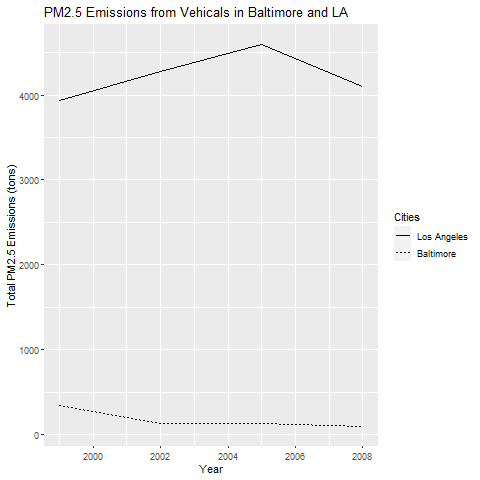 PM2.5 Emissions from Vehicals in Baltimore and LA
Total PM2.5 Emissions (tons)
4000
3000
2000
1000
0
2000 2002 2004 2006 2008
Year
Cities
Los Angeles
Baltimore